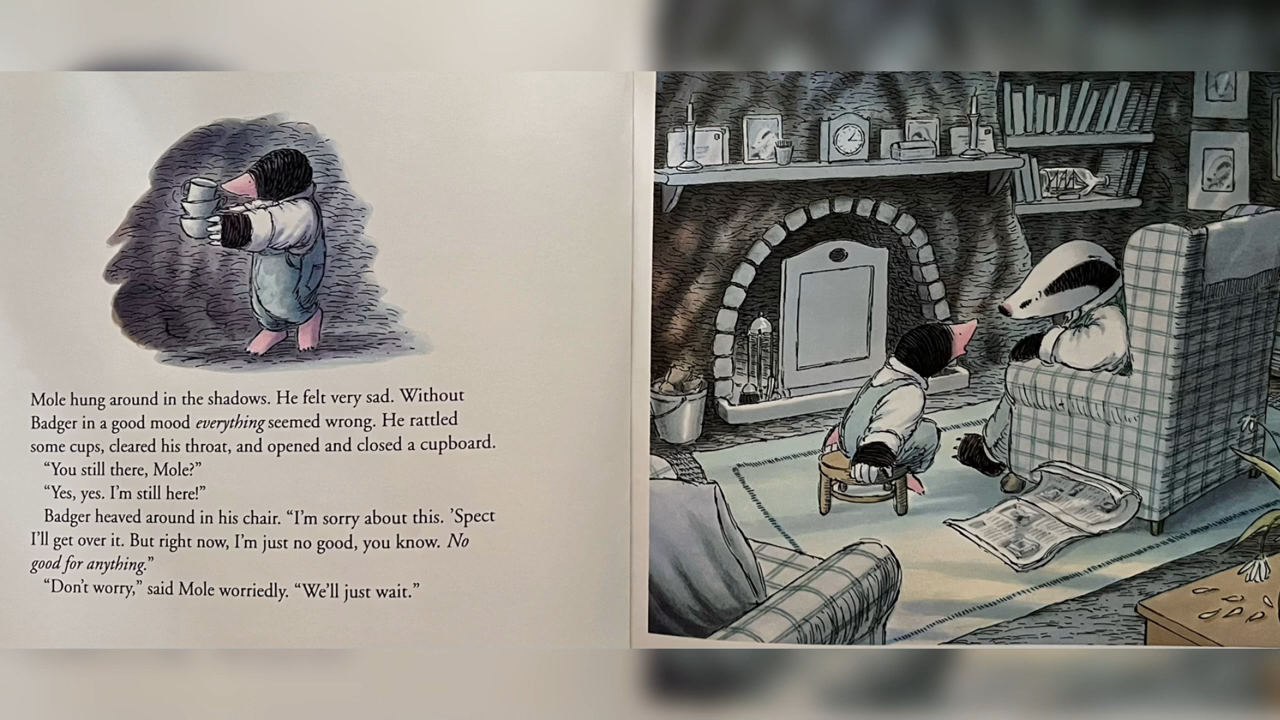 Mole hung around in the shadows. He felt very sad. Without
Badger in a good mood everything seemed wrong. He rattled
some cups, cleared his throat, and opened and closed a cupboard.
“You still there, Mole?”
“Yes, yes. I’m still here!”
Badger heaved around in his chair. “I’m sorry about this. ’Spect
I’ll get over it. But right now, I’m just no good, you know. No
good for anything.”
“Don’t worry,” said Mole worriedly. “We’ll just wait.”